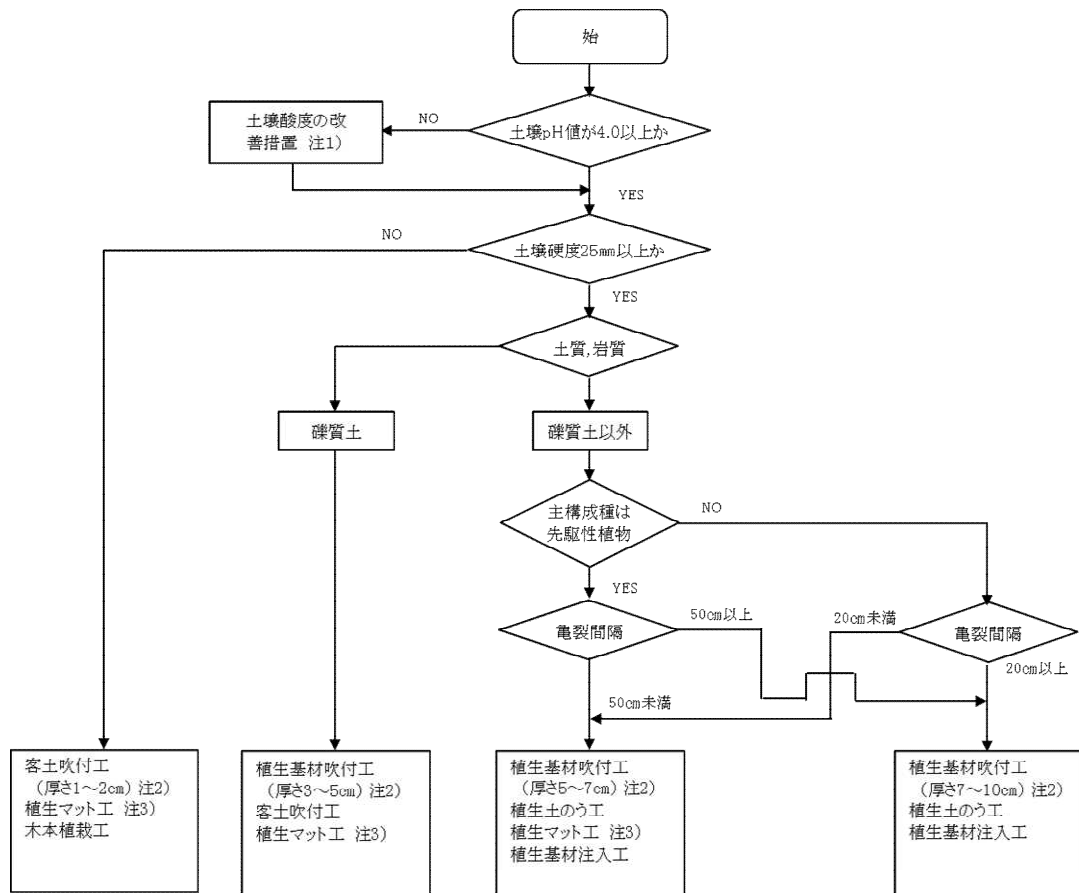 始
土壌pH値が4.0以上か
NO
土壌酸度の改
善措置 注1)
YES
土壌硬度25mm以上か
NO
YES
土質,岩質
礫質土
礫質土以外
主構成種は
先駆性植物
NO
YES
亀裂間隔
50cm以上
20cm未満
亀裂間隔
20cm以上
50cm未満
客土吹付工
(厚さ1~2cm) 注2)
植生マット工 注3)
木本植栽工
植生基材吹付工
(厚さ3~5cm) 注2)
客土吹付工
植生マット工 注3)
植生基材吹付工
(厚さ5~7cm) 注2)
植生土のう工
植生マット工 注3)
植生基材注入工
植生基材吹付工
(厚さ7~10cm) 注2)
植生土のう工
植生基材注入工